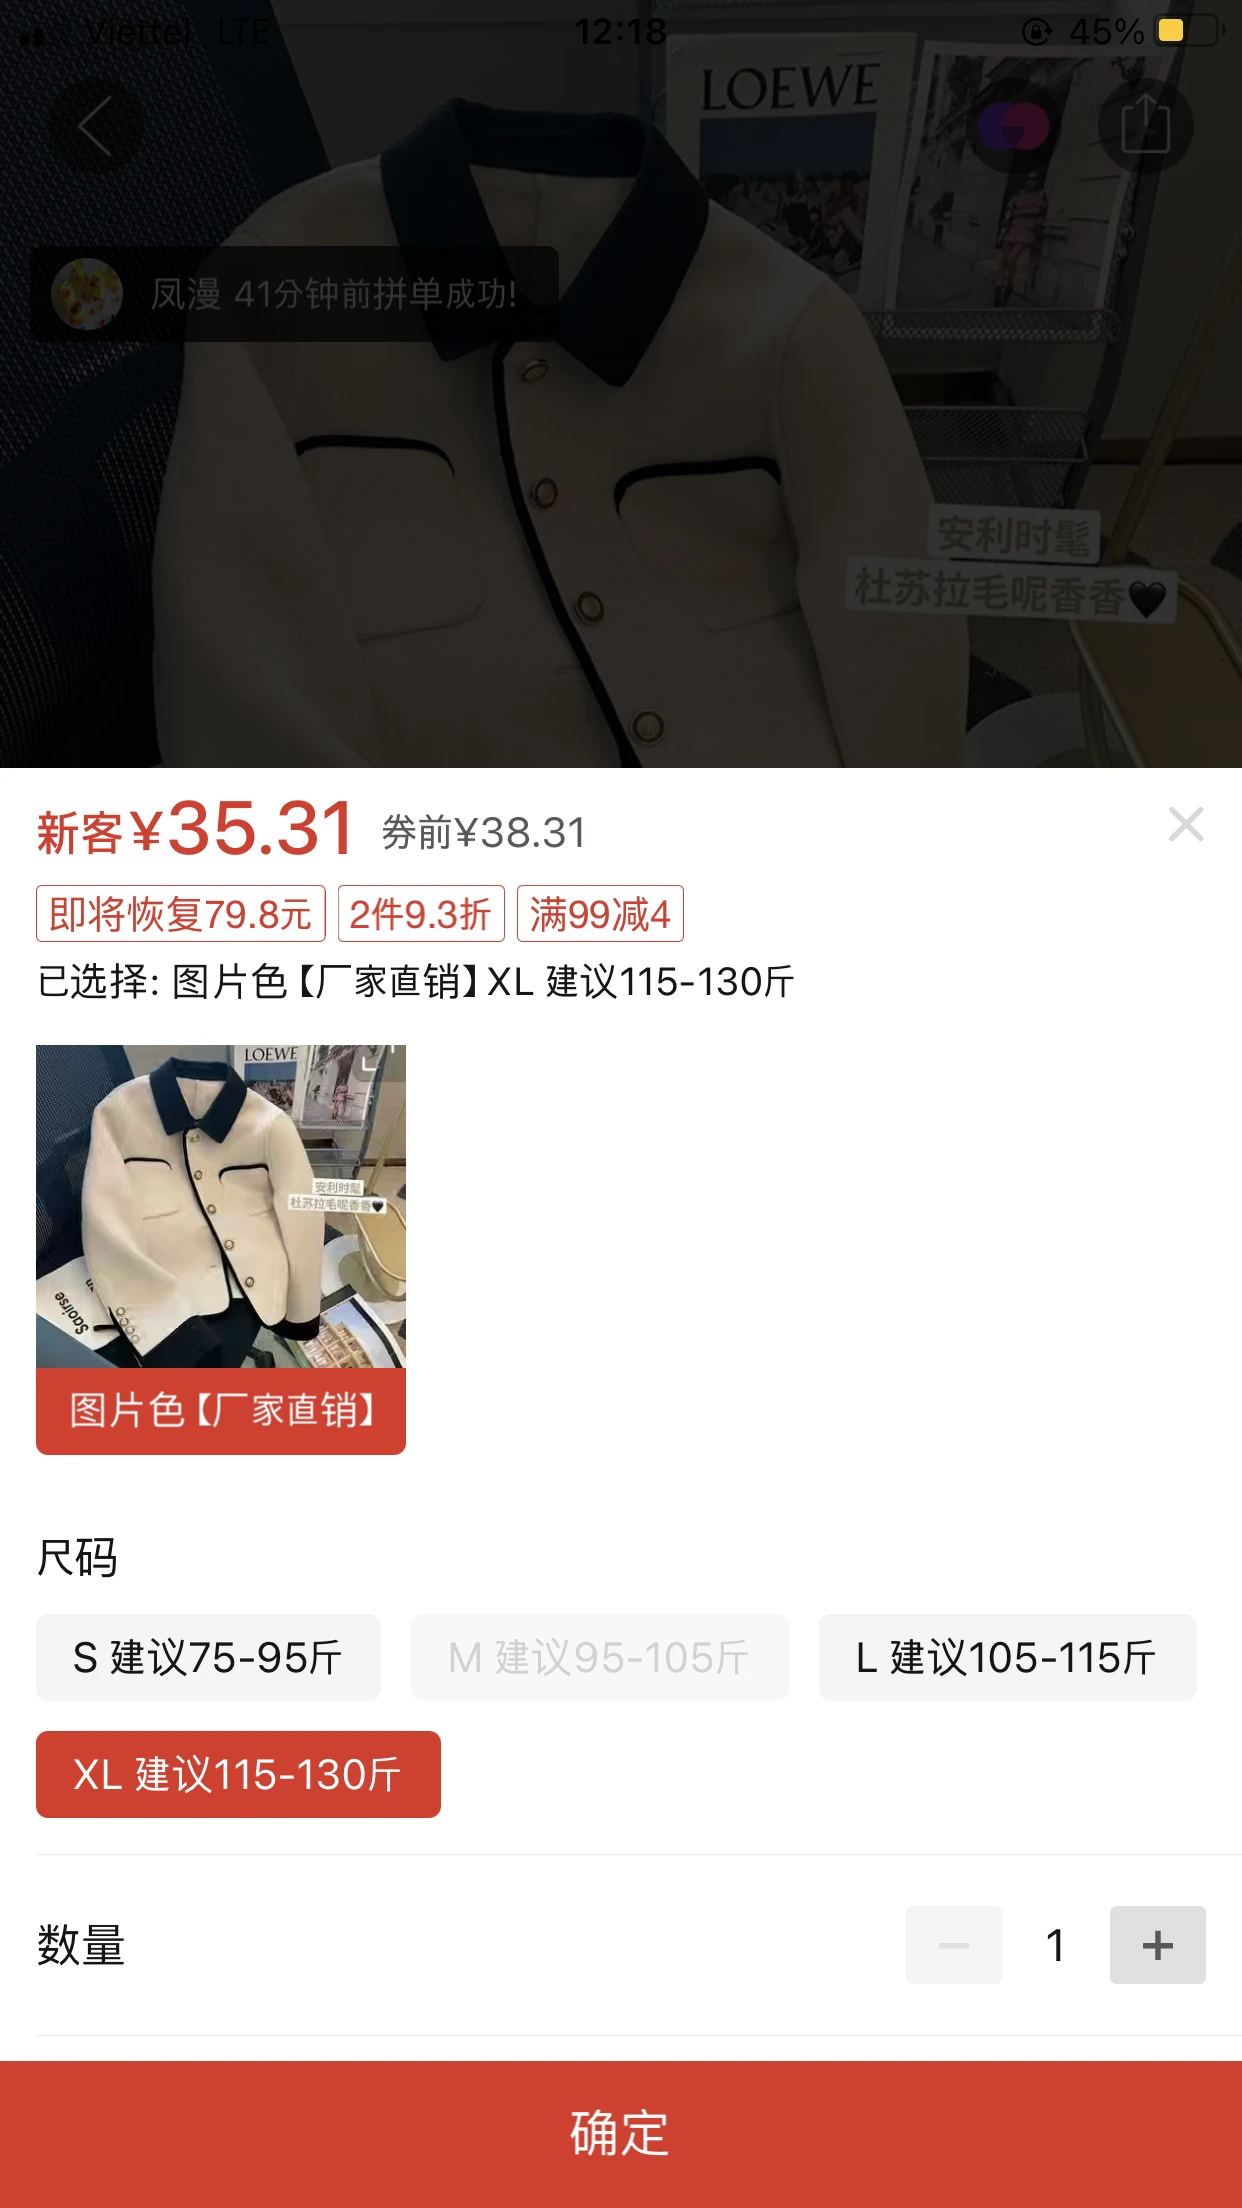 Viettel LTE 12:18 45%
LOEWE
凤漫 41分钟前拼单成功!
安利时髦
杜苏拉毛呢香香🖤
新客¥35.31 券前¥38.31
即将恢复79.8元 2件9.3折 满99减4
已选择: 图片色【厂家直销】XL 建议115-130斤
LOEWE
安利时髦
杜苏拉毛呢香香🖤
Saoirse
图片色【厂家直销】
尺码
S 建议75-95斤 M 建议95-105斤 L 建议105-115斤
XL 建议115-130斤
数量 − 1 +
确定